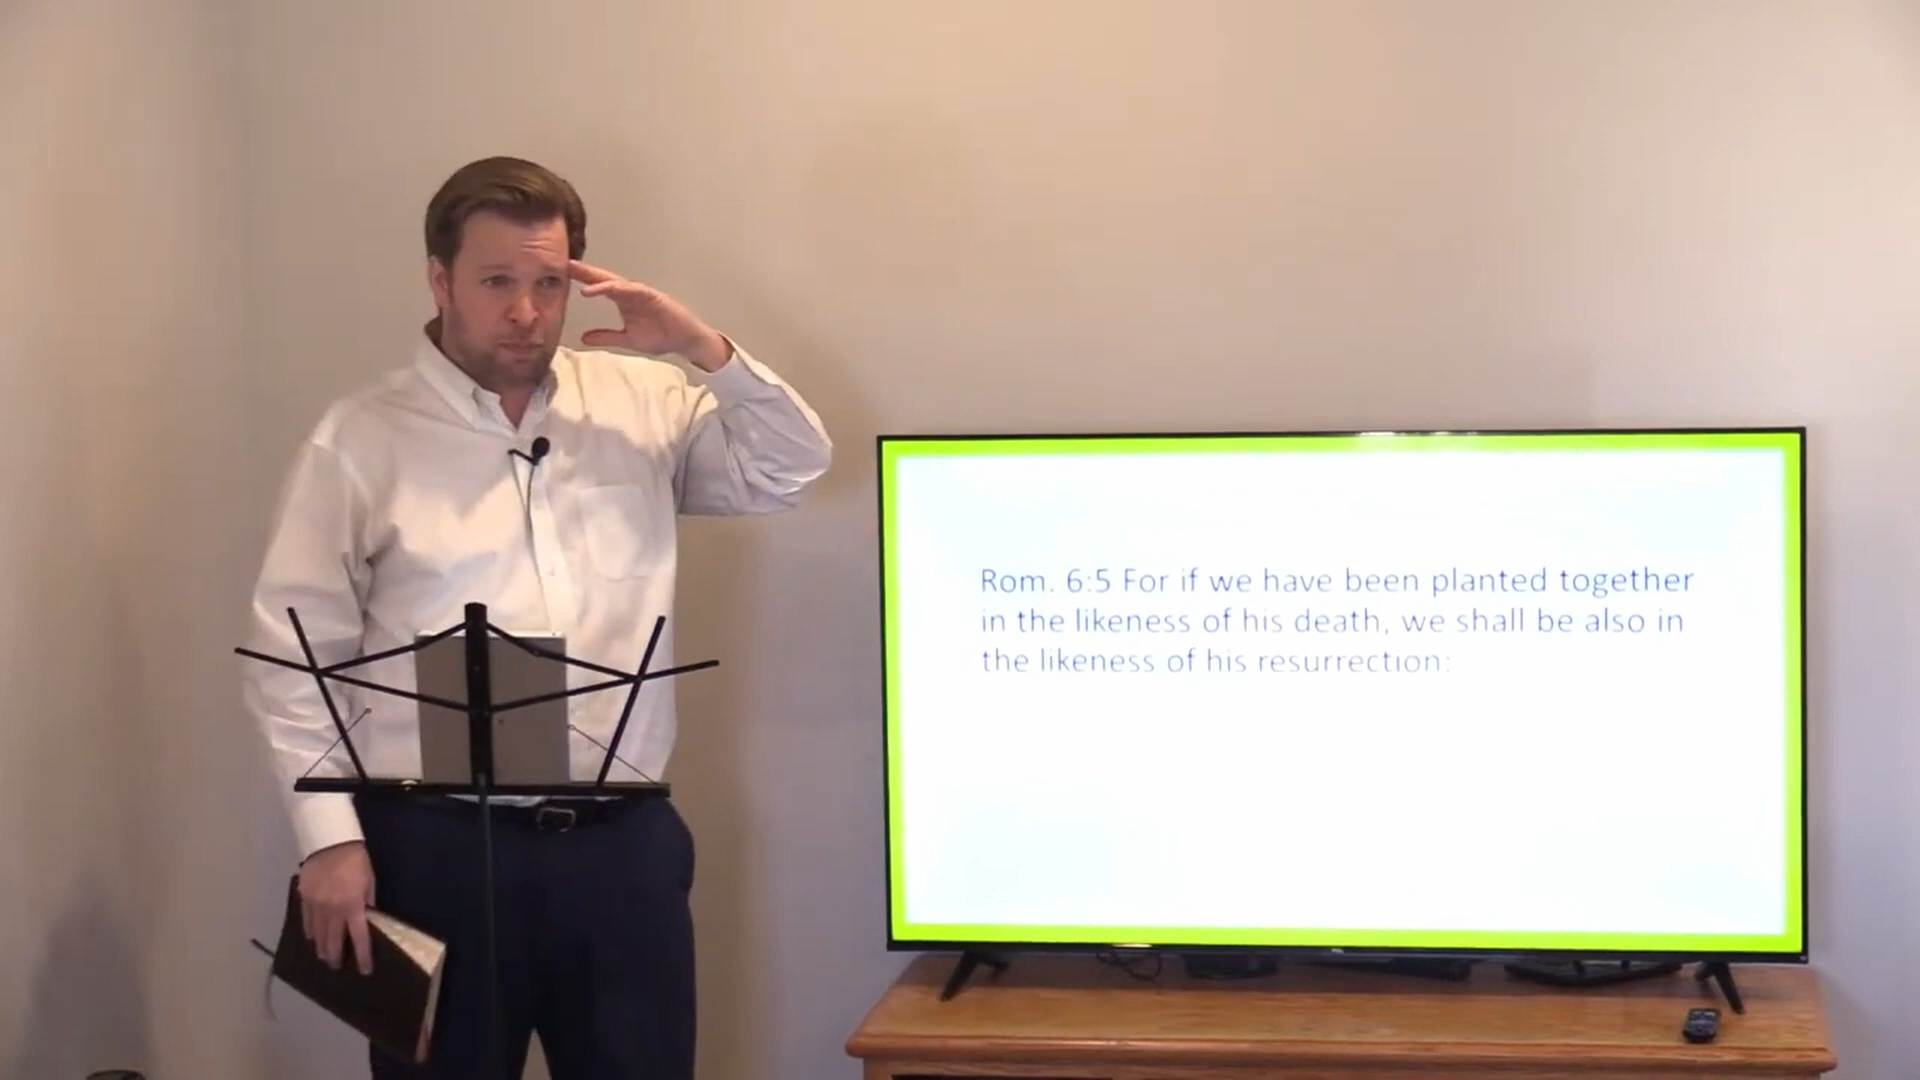 Rom. 6:5 For if we have been planted together
in the likeness of his death, we shall be also in
the likeness of his resurrection: